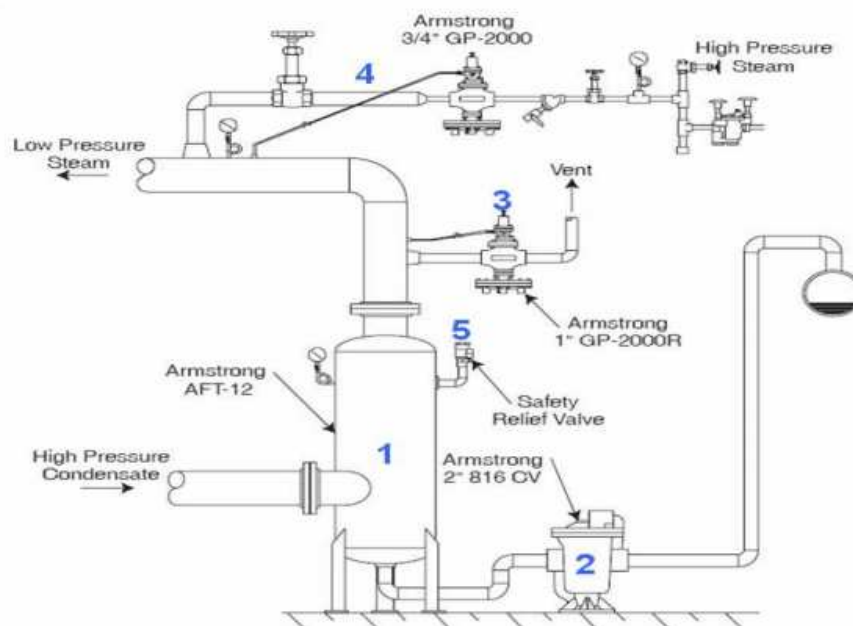 Armstrong
3/4" GP-2000
High Pressure
Steam
4
Low Pressure
Steam
Vent
3
Armstrong
1" GP-2000R
5
Armstrong
AFT-12
Safety
Relief Valve
High Pressure
Condensate
1
Armstrong
2" 816 CV
2